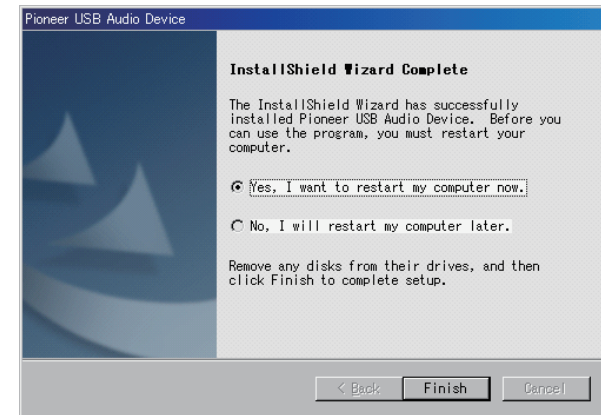 Pioneer USB Audio Device
InstallShield Wizard Complete
The InstallShield Wizard has successfully
installed Pioneer USB Audio Device.  Before you
can use the program, you must restart your
computer.
Yes, I want to restart my computer now.
No, I will restart my computer later.
Remove any disks from their drives, and then
click Finish to complete setup.
< Back
Finish
Cancel